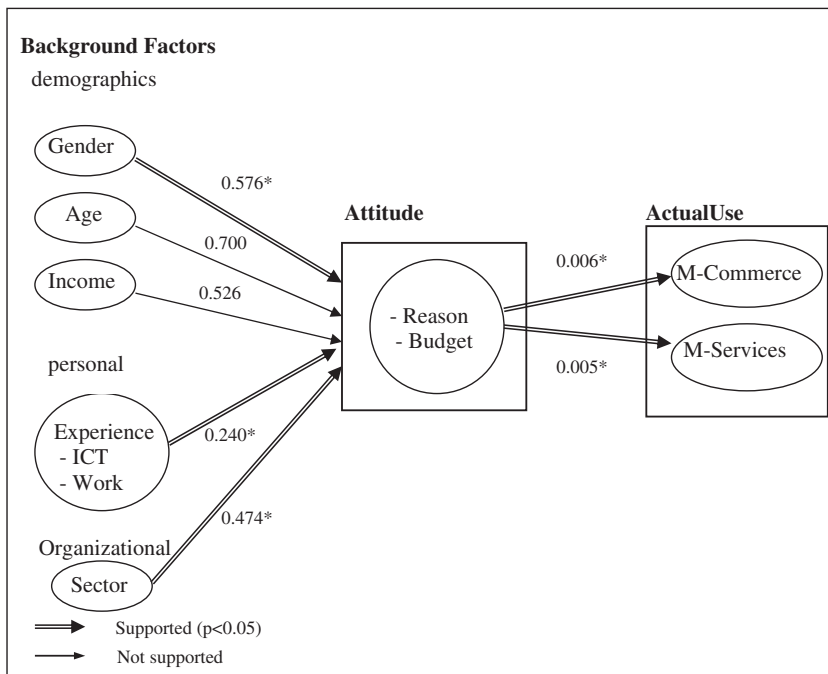 Background Factors
demographics
Gender
0.576*
Age
0.700
Income
0.526
personal
Experience
- ICT
- Work
0.240*
Organizational
0.474*
Sector
Attitude
- Reason
- Budget
ActualUse
0.006*
M-Commerce
M-Services
0.005*
Supported (p<0.05)
Not supported